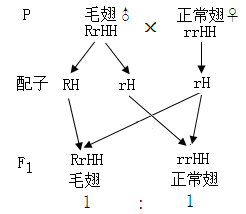 P 毛翅♂ × 正常翅♀
RrHH rrHH
配子 RH rH rH
F1 RrHH rrHH
毛翅 正常翅
1 : 1